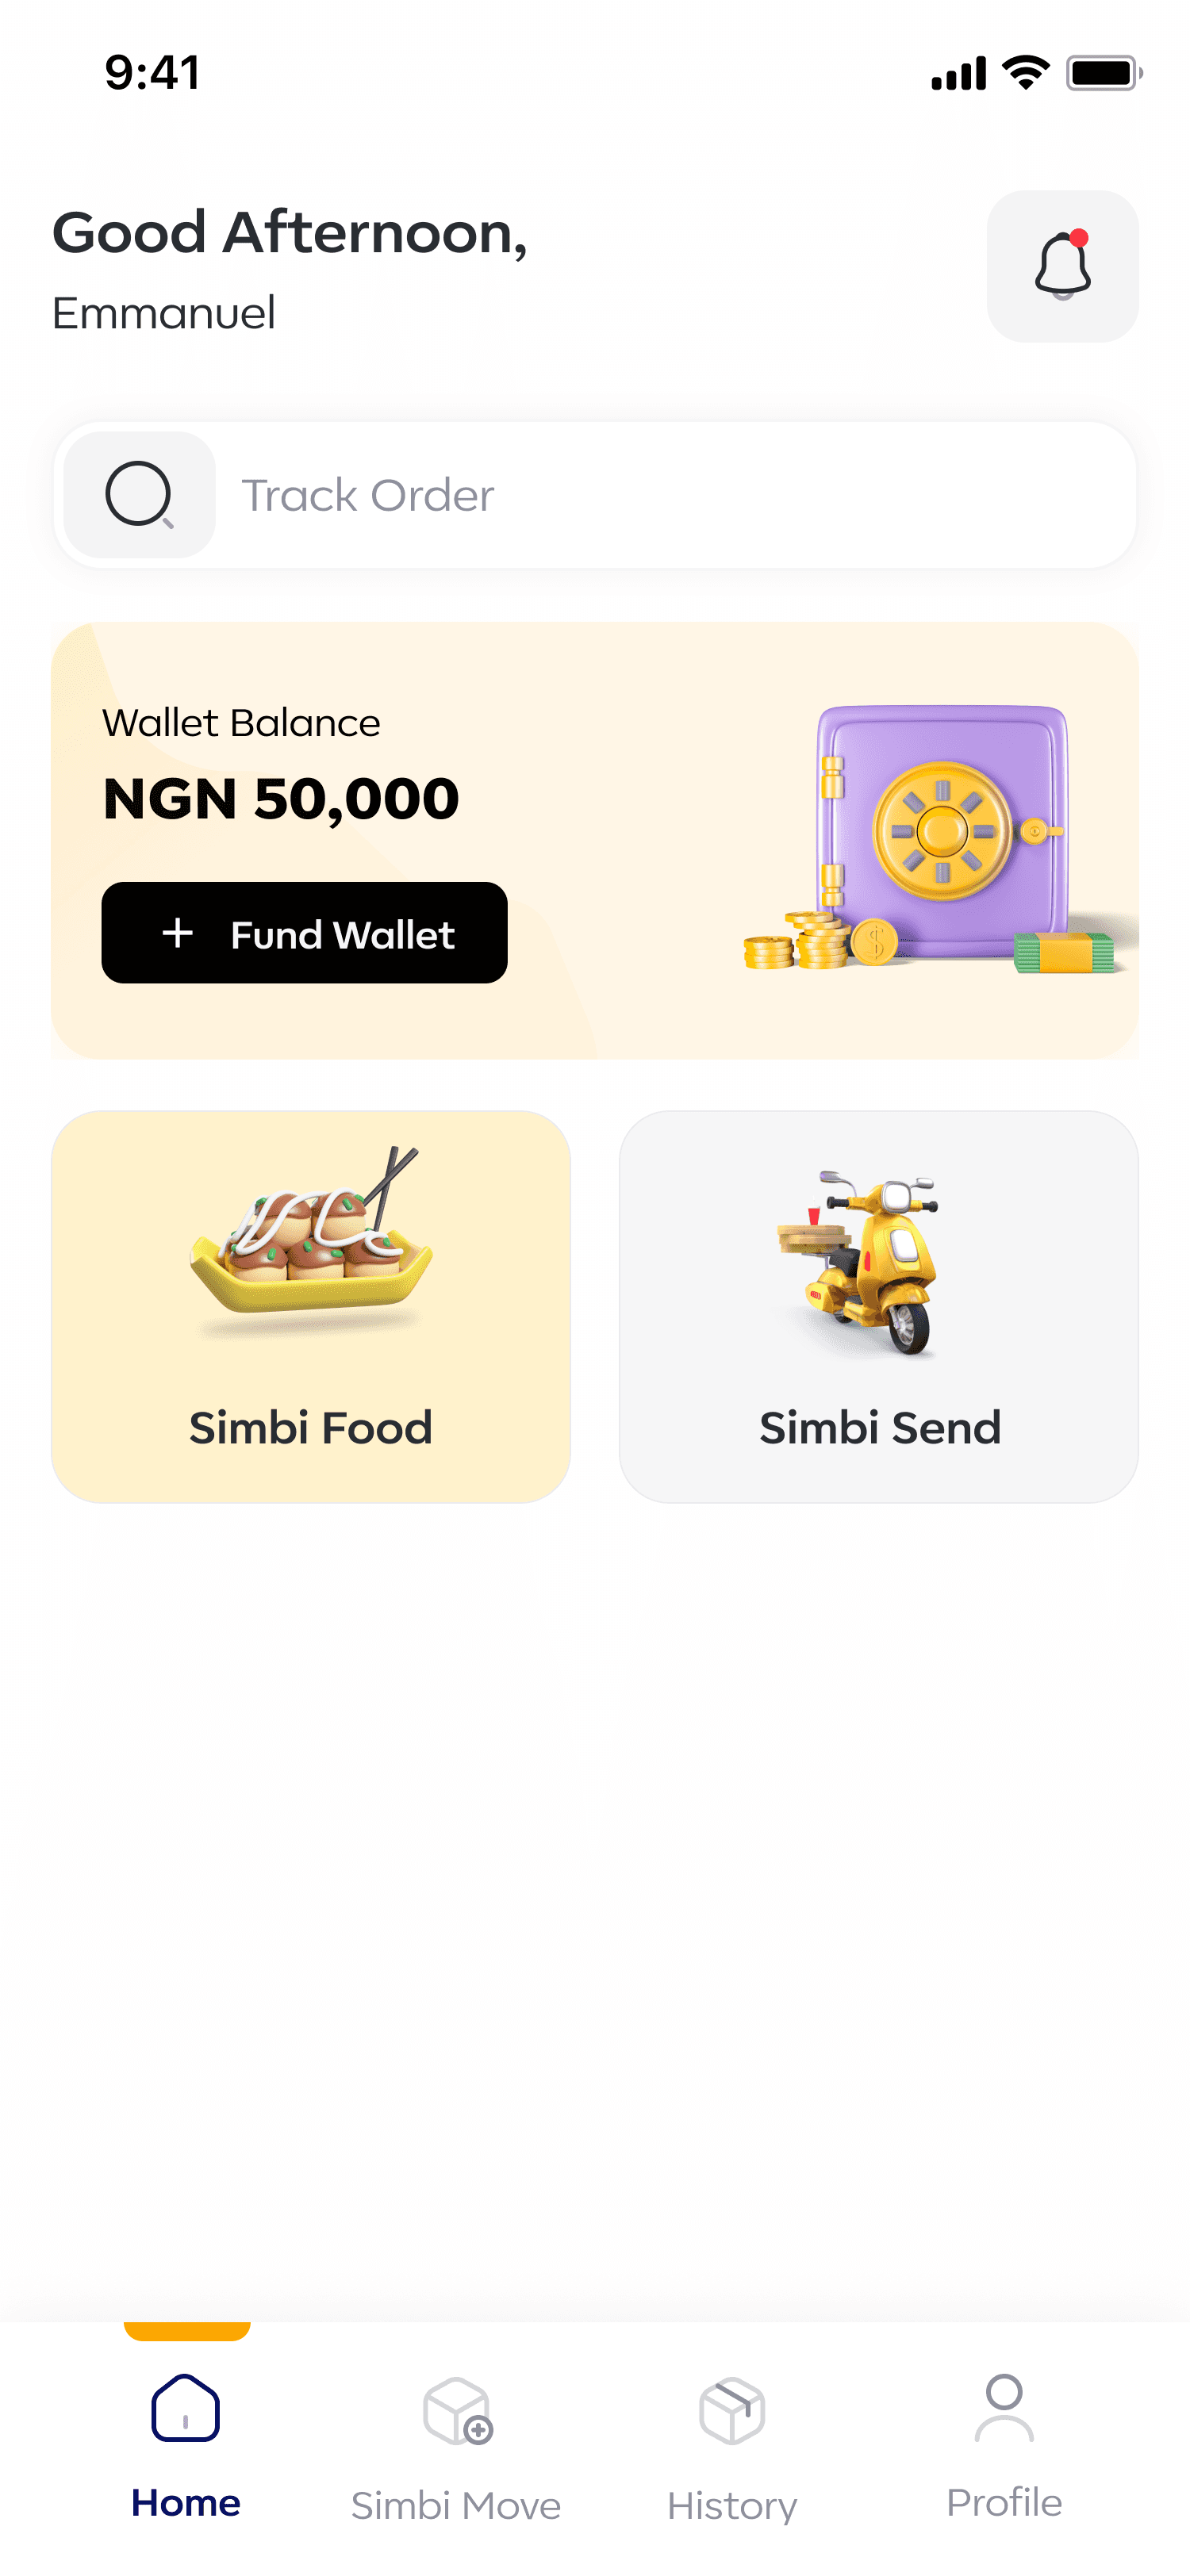 9:41
Good Afternoon,
Emmanuel
Track Order
Wallet Balance
NGN 50,000
+ Fund Wallet
Simbi Food
Simbi Send
Home
Simbi Move
History
Profile